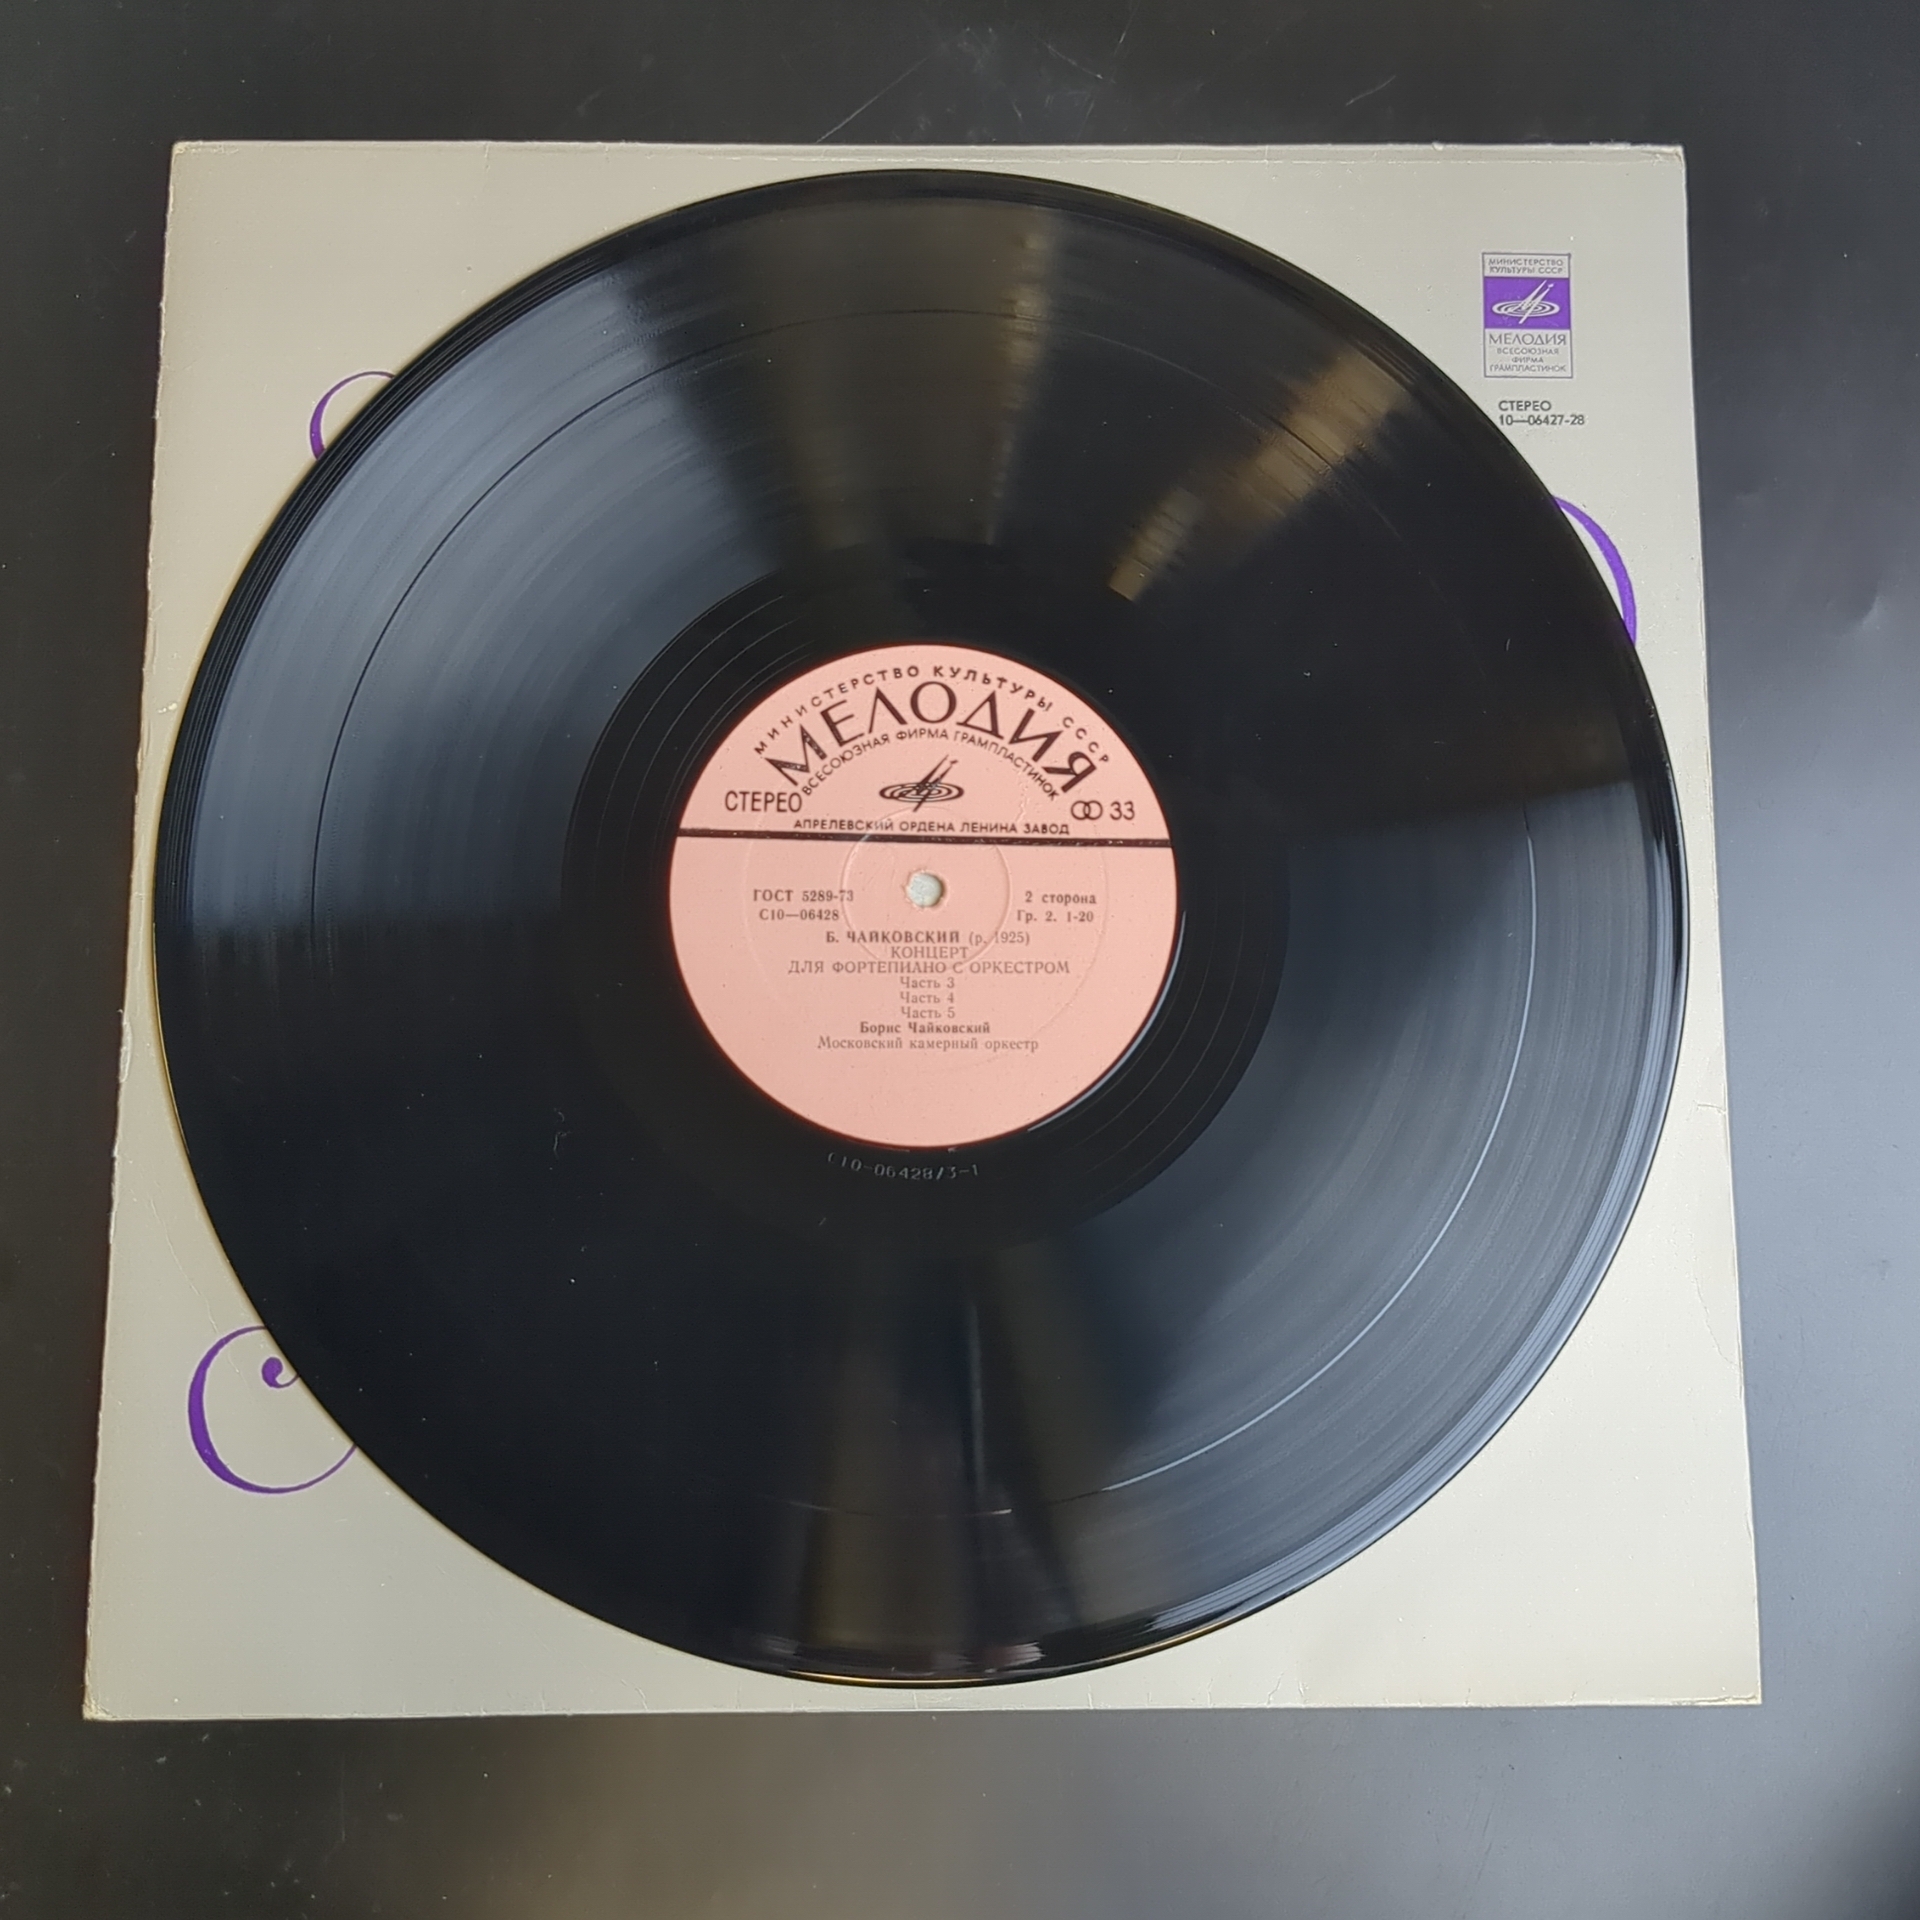 МИНИСТЕРСТВО
КУЛЬТУРЫ СССР
МЕЛОДИЯ
ВСЕСОЮЗНАЯ
ФИРМА
ГРАМПЛАСТИНОК
СТЕРЕО
10—06427-28
МИНИСТЕРСТВО КУЛЬТУРЫ СССР
МЕЛОДИЯ
ВСЕСОЮЗНАЯ ФИРМА ГРАМПЛАСТИНОК
СТЕРЕО
33
АПРЕЛЕВСКИЙ ОРДЕНА ЛЕНИНА ЗАВОД
ГОСТ 5289-73 2 сторона
С10—06428 Гр. 2. 1-20
Б. ЧАЙКОВСКИЙ (р. 1925)
КОНЦЕРТ
ДЛЯ ФОРТЕПИАНО С ОРКЕСТРОМ
Часть 3
Часть 4
Часть 5
Борис Чайковский
Московский камерный оркестр
С10-06428/3-1